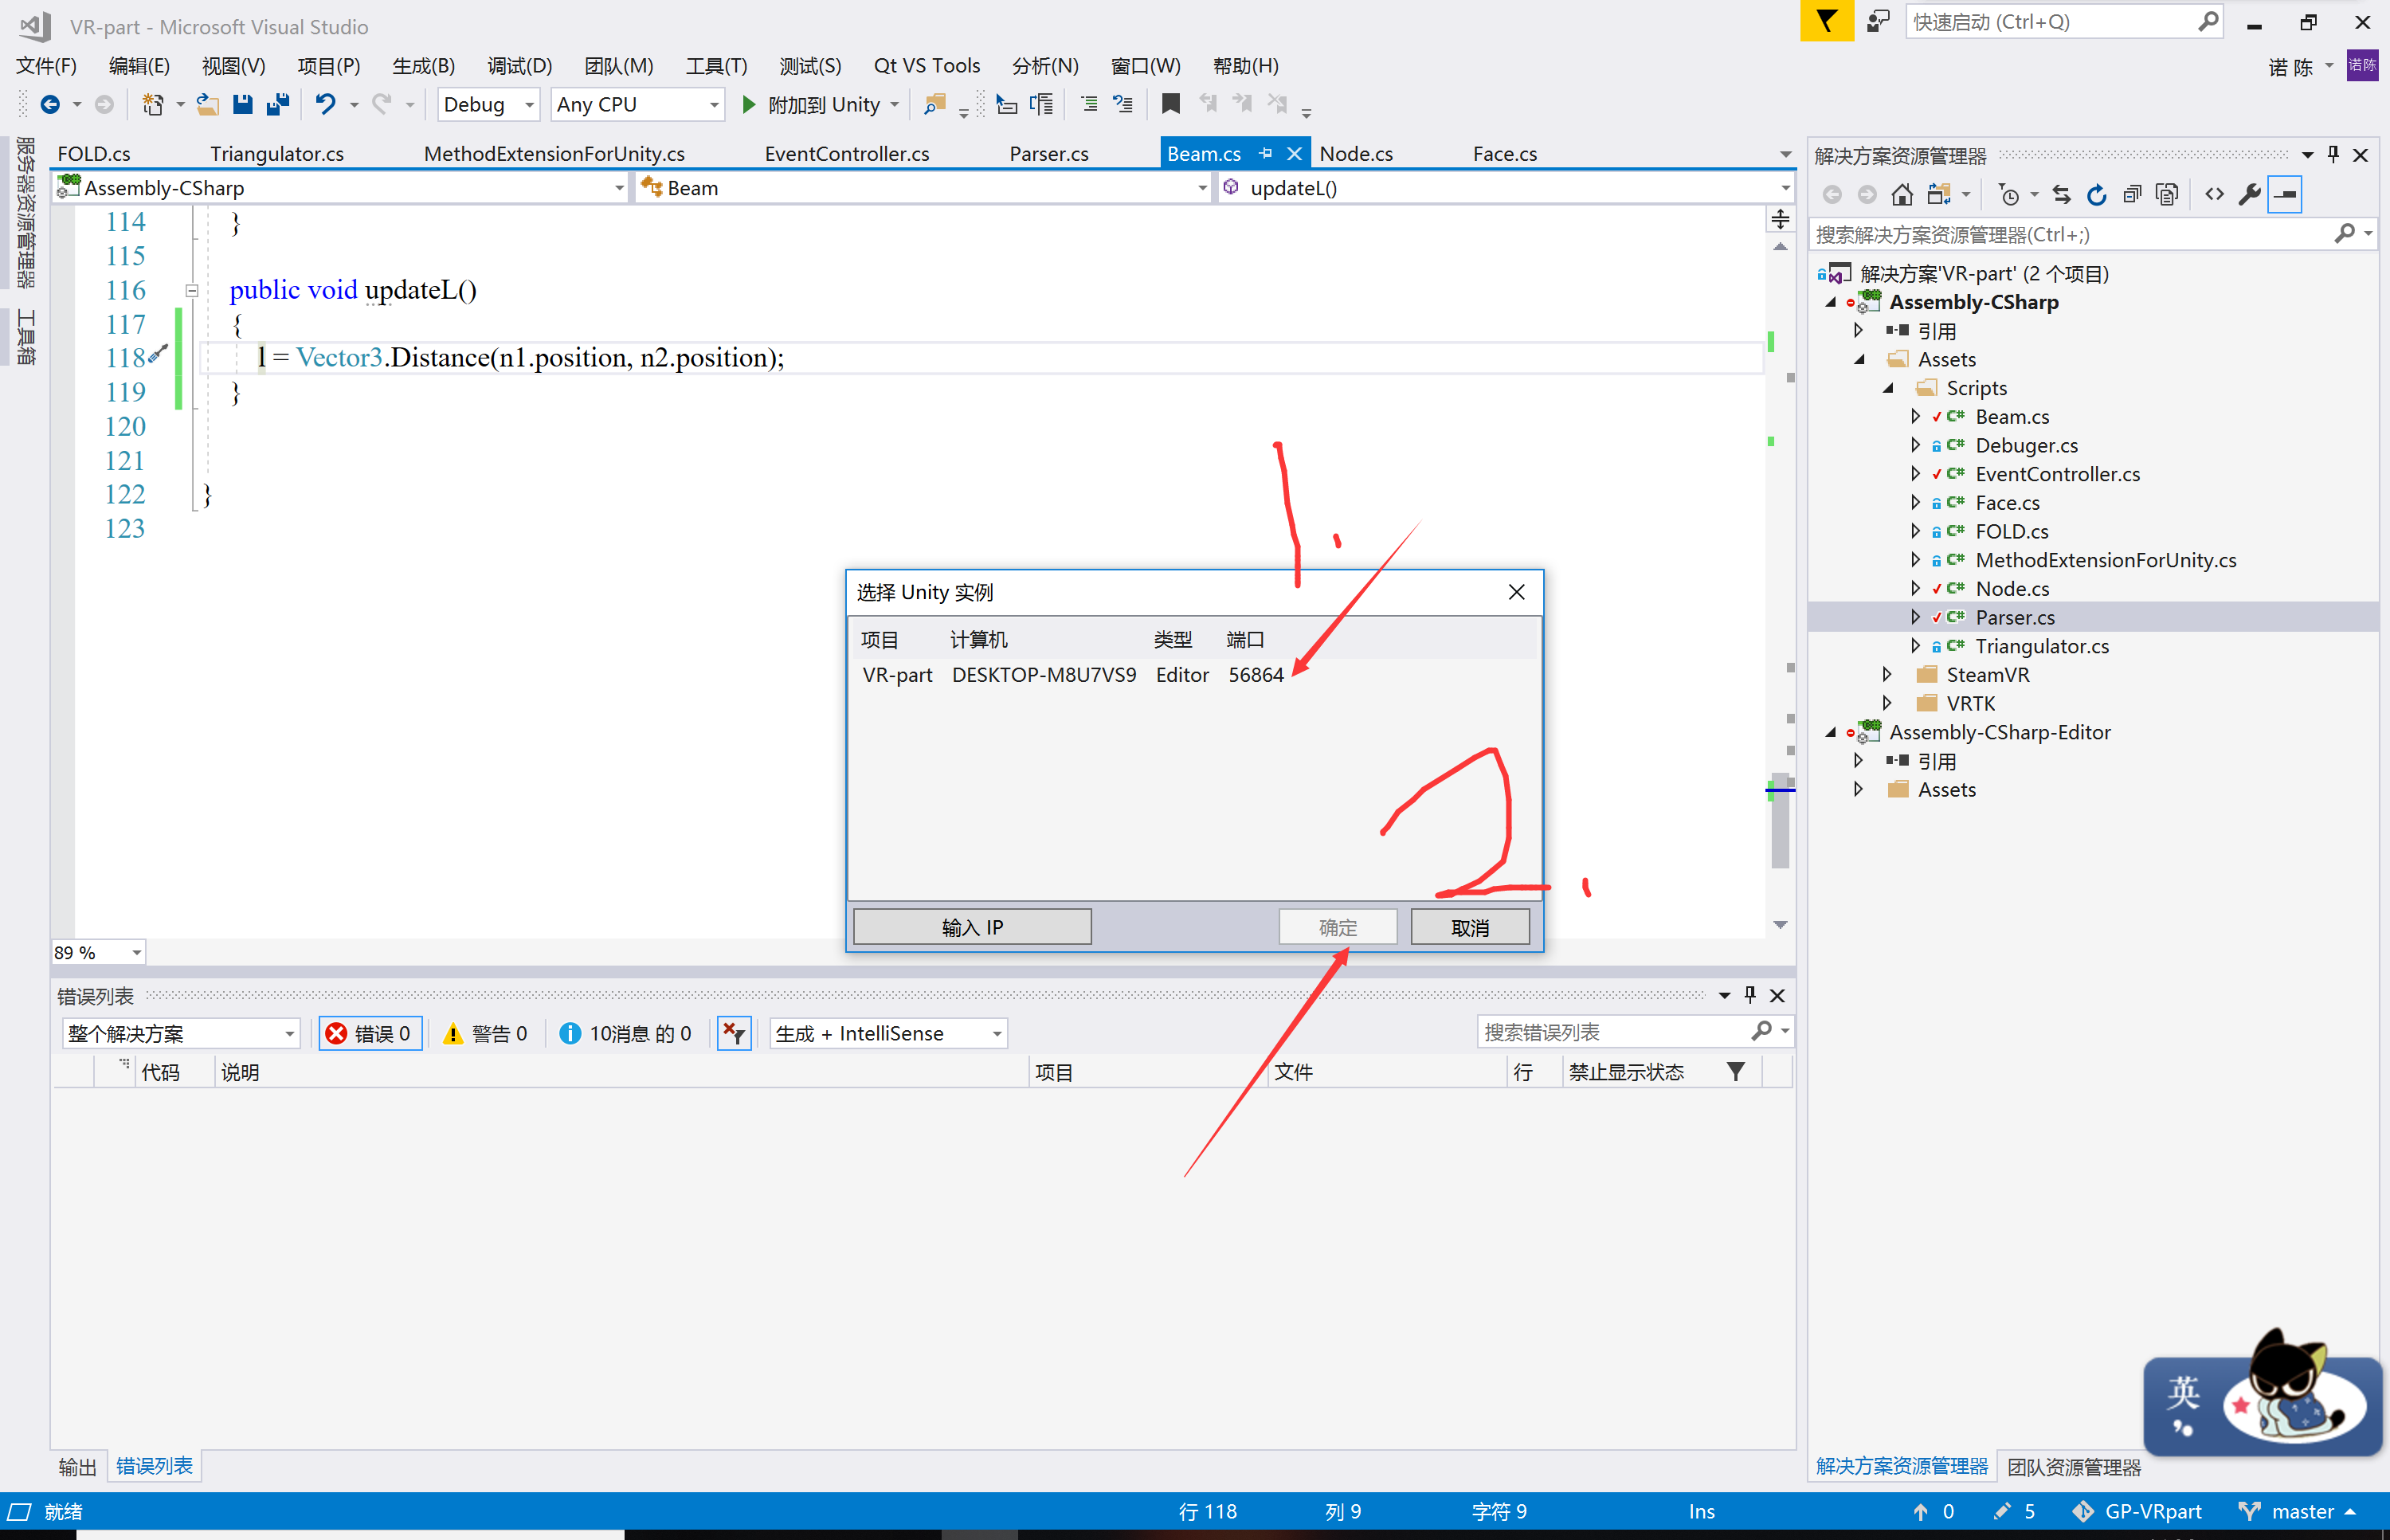 VR-part - Microsoft Visual Studio
快速启动 (Ctrl+Q)
文件(F) 编辑(E) 视图(V) 项目(P) 生成(B) 调试(D) 团队(M) 工具(T) 测试(S) Qt VS Tools 分析(N) 窗口(W) 帮助(H)
诺 陈
诺陈
Debug Any CPU 附加到 Unity
服务器资源管理器
工具箱
FOLD.cs Triangulator.cs MethodExtensionForUnity.cs EventController.cs Parser.cs Beam.cs Node.cs Face.cs
Assembly-CSharp Beam updateL()
114 }
115
116 public void updateL()
117 {
118 l = Vector3.Distance(n1.position, n2.position);
119 }
120
121
122 }
123
1.
选择 Unity 实例
项目 计算机 类型 端口
VR-part DESKTOP-M8U7VS9 Editor 56864
2.
输入 IP 确定 取消
89 %
错误列表
整个解决方案 错误 0 警告 0 10消息 的 0 生成 + IntelliSense 搜索错误列表
代码 说明 项目 文件 行 禁止显示状态
输出 错误列表
解决方案资源管理器
搜索解决方案资源管理器(Ctrl+;)
解决方案'VR-part' (2 个项目)
Assembly-CSharp
引用
Assets
Scripts
C# Beam.cs
C# Debuger.cs
C# EventController.cs
C# Face.cs
C# FOLD.cs
C# MethodExtensionForUnity.cs
C# Node.cs
C# Parser.cs
C# Triangulator.cs
SteamVR
VRTK
Assembly-CSharp-Editor
引用
Assets
英
解决方案资源管理器 团队资源管理器
就绪 行 118 列 9 字符 9 Ins 0 5 GP-VRpart master